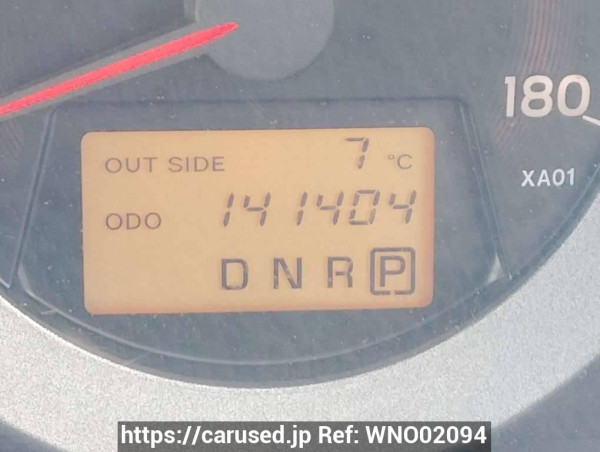 180
OUT SIDE 7 °C
XA01
ODO 141404
D N R P
https://carused.jp Ref: WNO02094